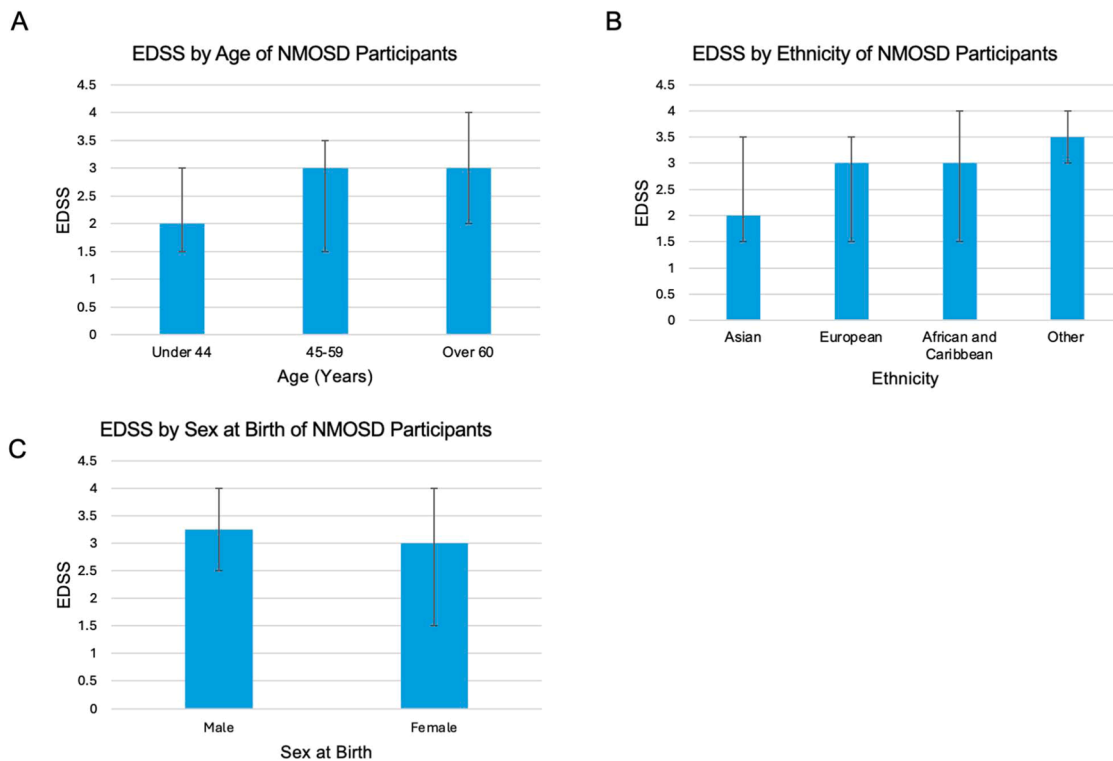 A
EDSS by Age of NMOSD Participants
4.5
4
3.5
3
2.5
2
1.5
1
0.5
0
EDSS
Under 44 45-59 Over 60
Age (Years)
B
EDSS by Ethnicity of NMOSD Participants
4.5
4
3.5
3
2.5
2
1.5
1
0.5
0
EDSS
Asian European African and Other
Caribbean
Ethnicity
C
EDSS by Sex at Birth of NMOSD Participants
4.5
4
3.5
3
2.5
2
1.5
1
0.5
0
EDSS
Male Female
Sex at Birth